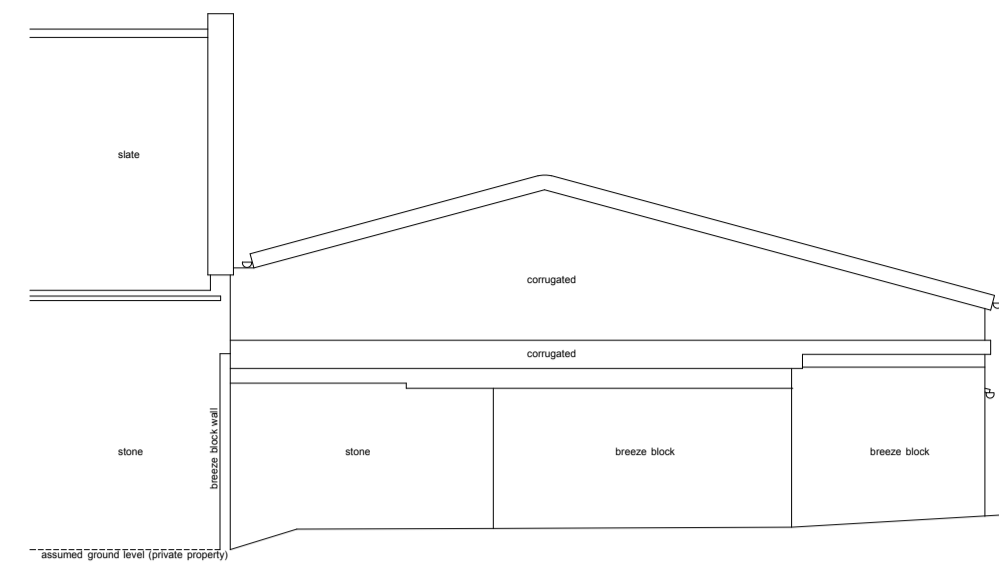 slate
corrugated
corrugated
breeze block wall
stone
stone
breeze block
breeze block
assumed ground level (private property)